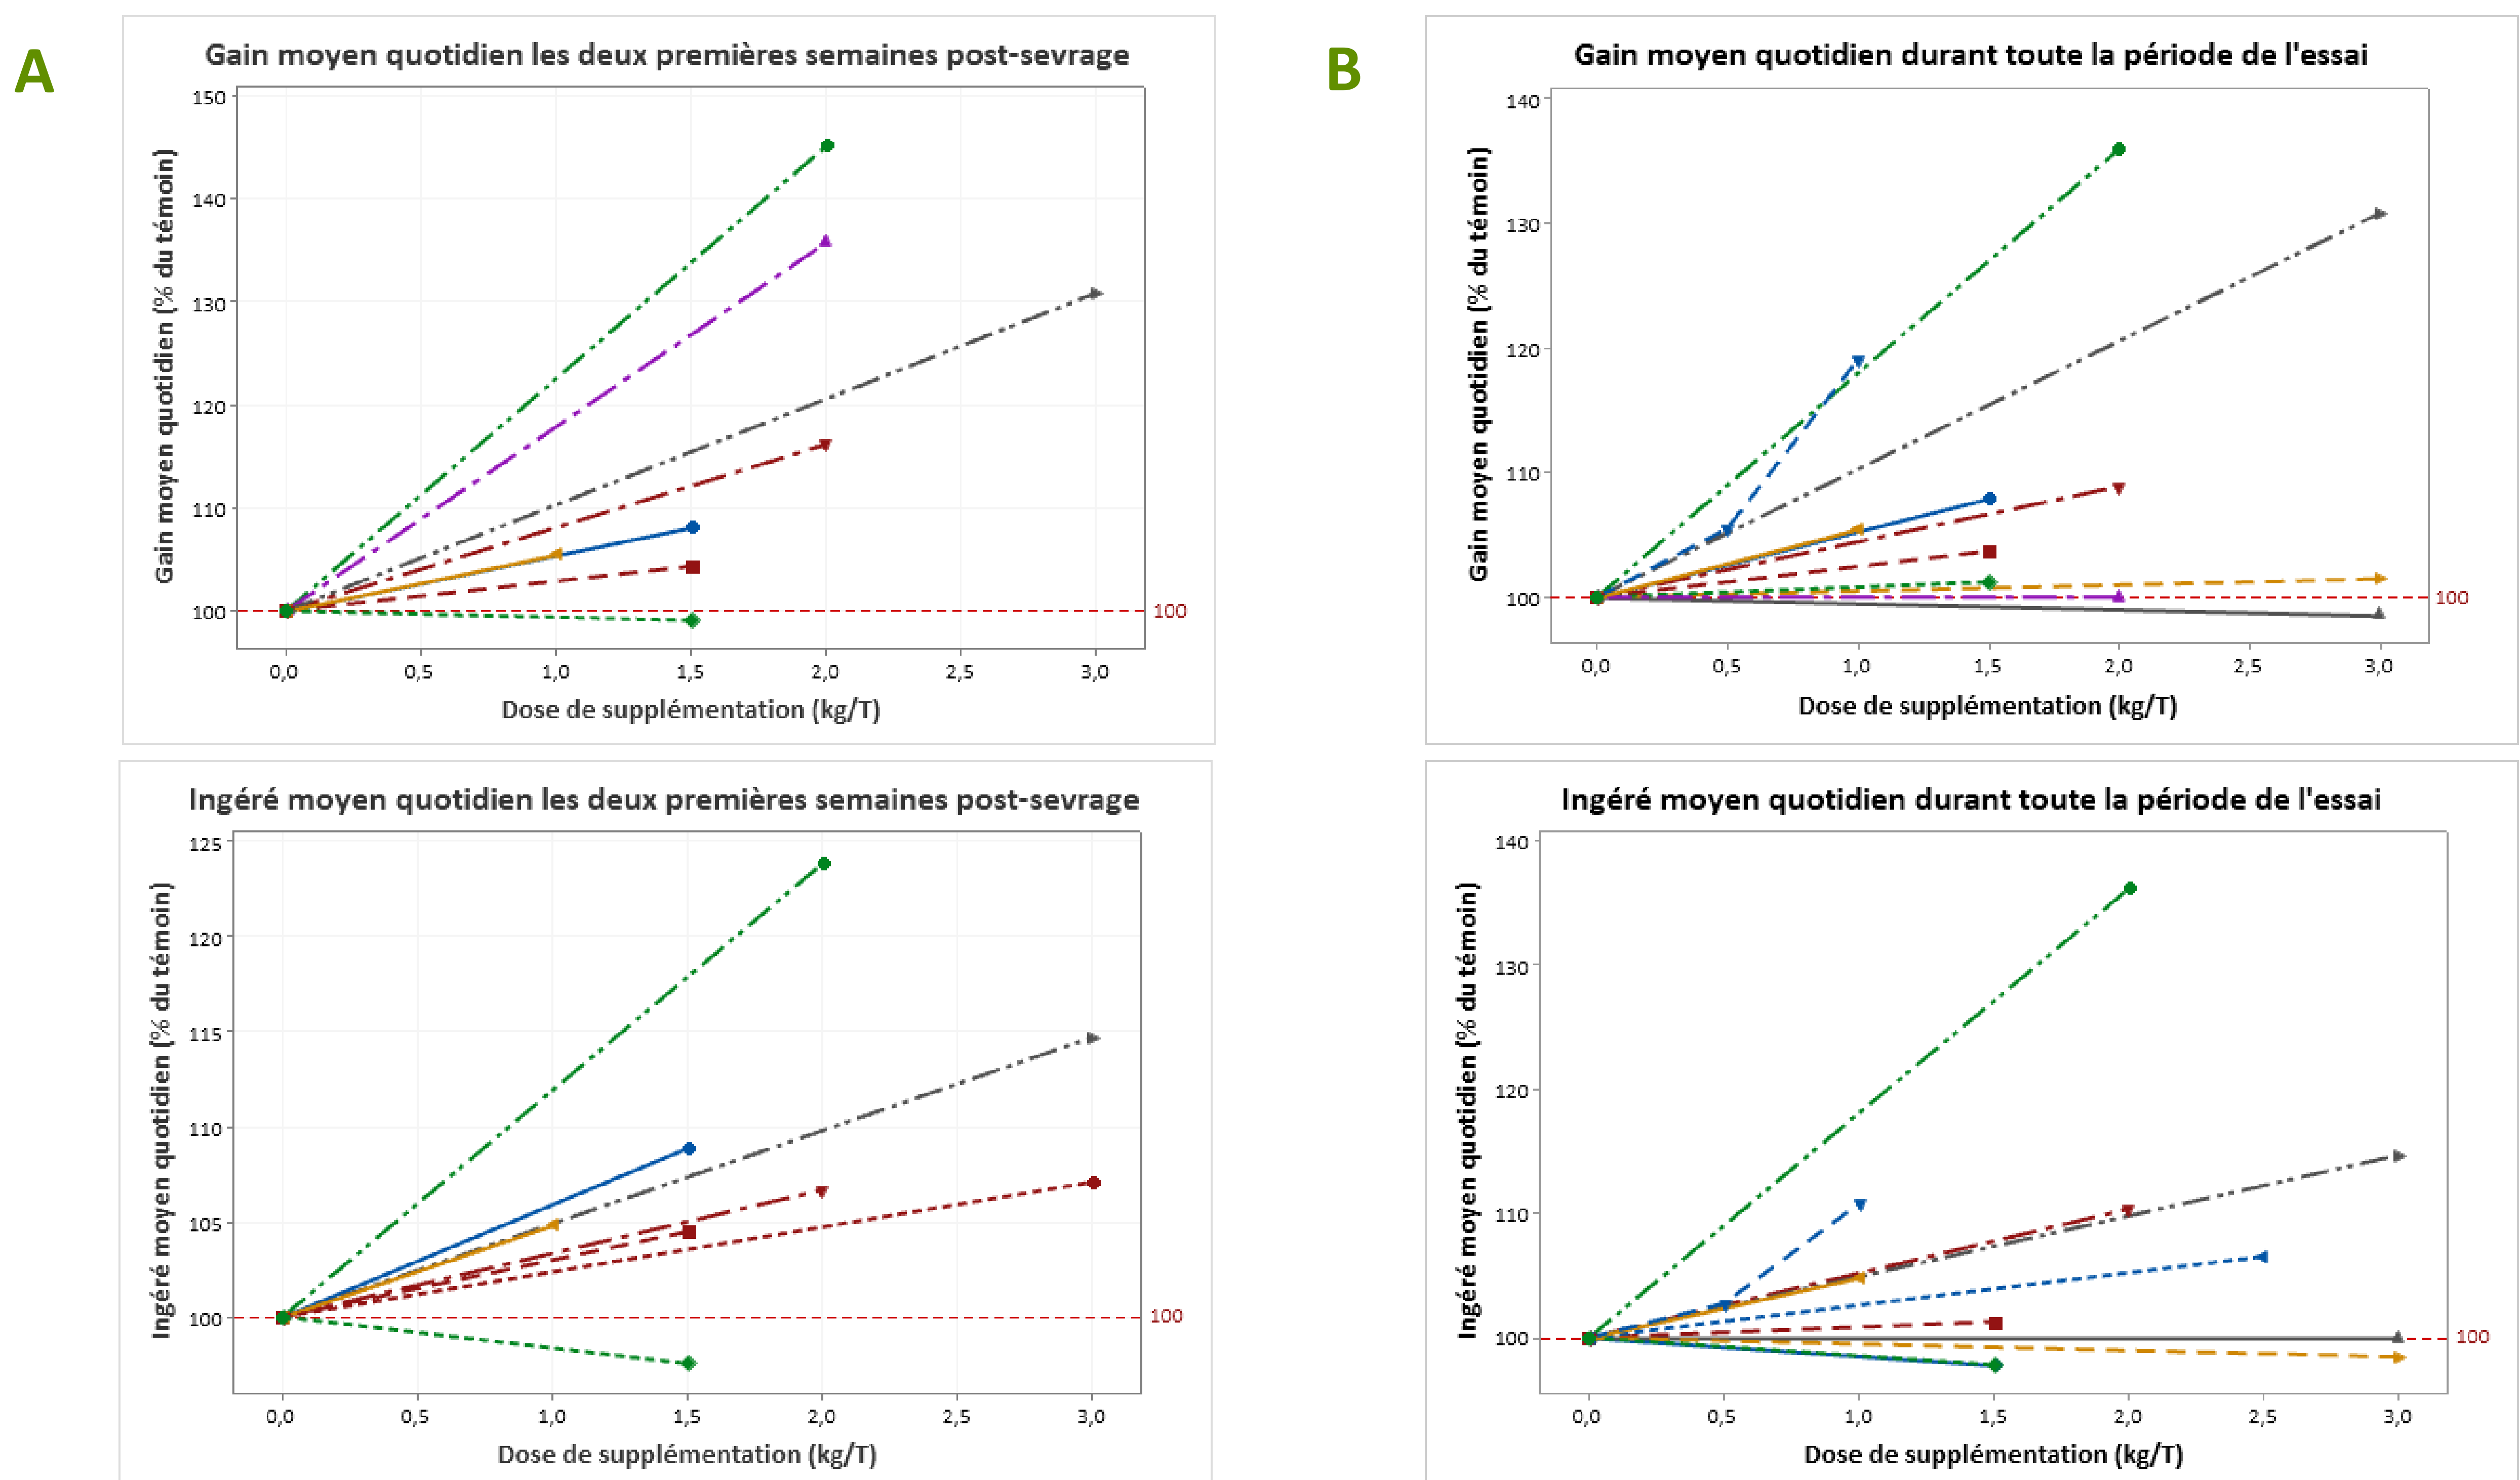 A
Gain moyen quotidien les deux premières semaines post-sevrage
Gain moyen quotidien (% du témoin)
150
140
130
120
110
100
100
0,0 0,5 1,0 1,5 2,0 2,5 3,0
Dose de supplémentation (kg/T)
B
Gain moyen quotidien durant toute la période de l'essai
Gain moyen quotidien (% du témoin)
140
130
120
110
100
100
0,0 0,5 1,0 1,5 2,0 2,5 3,0
Dose de supplémentation (kg/T)
Ingéré moyen quotidien les deux premières semaines post-sevrage
Ingéré moyen quotidien (% du témoin)
125
120
115
110
105
100
100
0,0 0,5 1,0 1,5 2,0 2,5 3,0
Dose de supplémentation (kg/T)
Ingéré moyen quotidien durant toute la période de l'essai
Ingéré moyen quotidien (% du témoin)
140
130
120
110
100
100
0,0 0,5 1,0 1,5 2,0 2,5 3,0
Dose de supplémentation (kg/T)